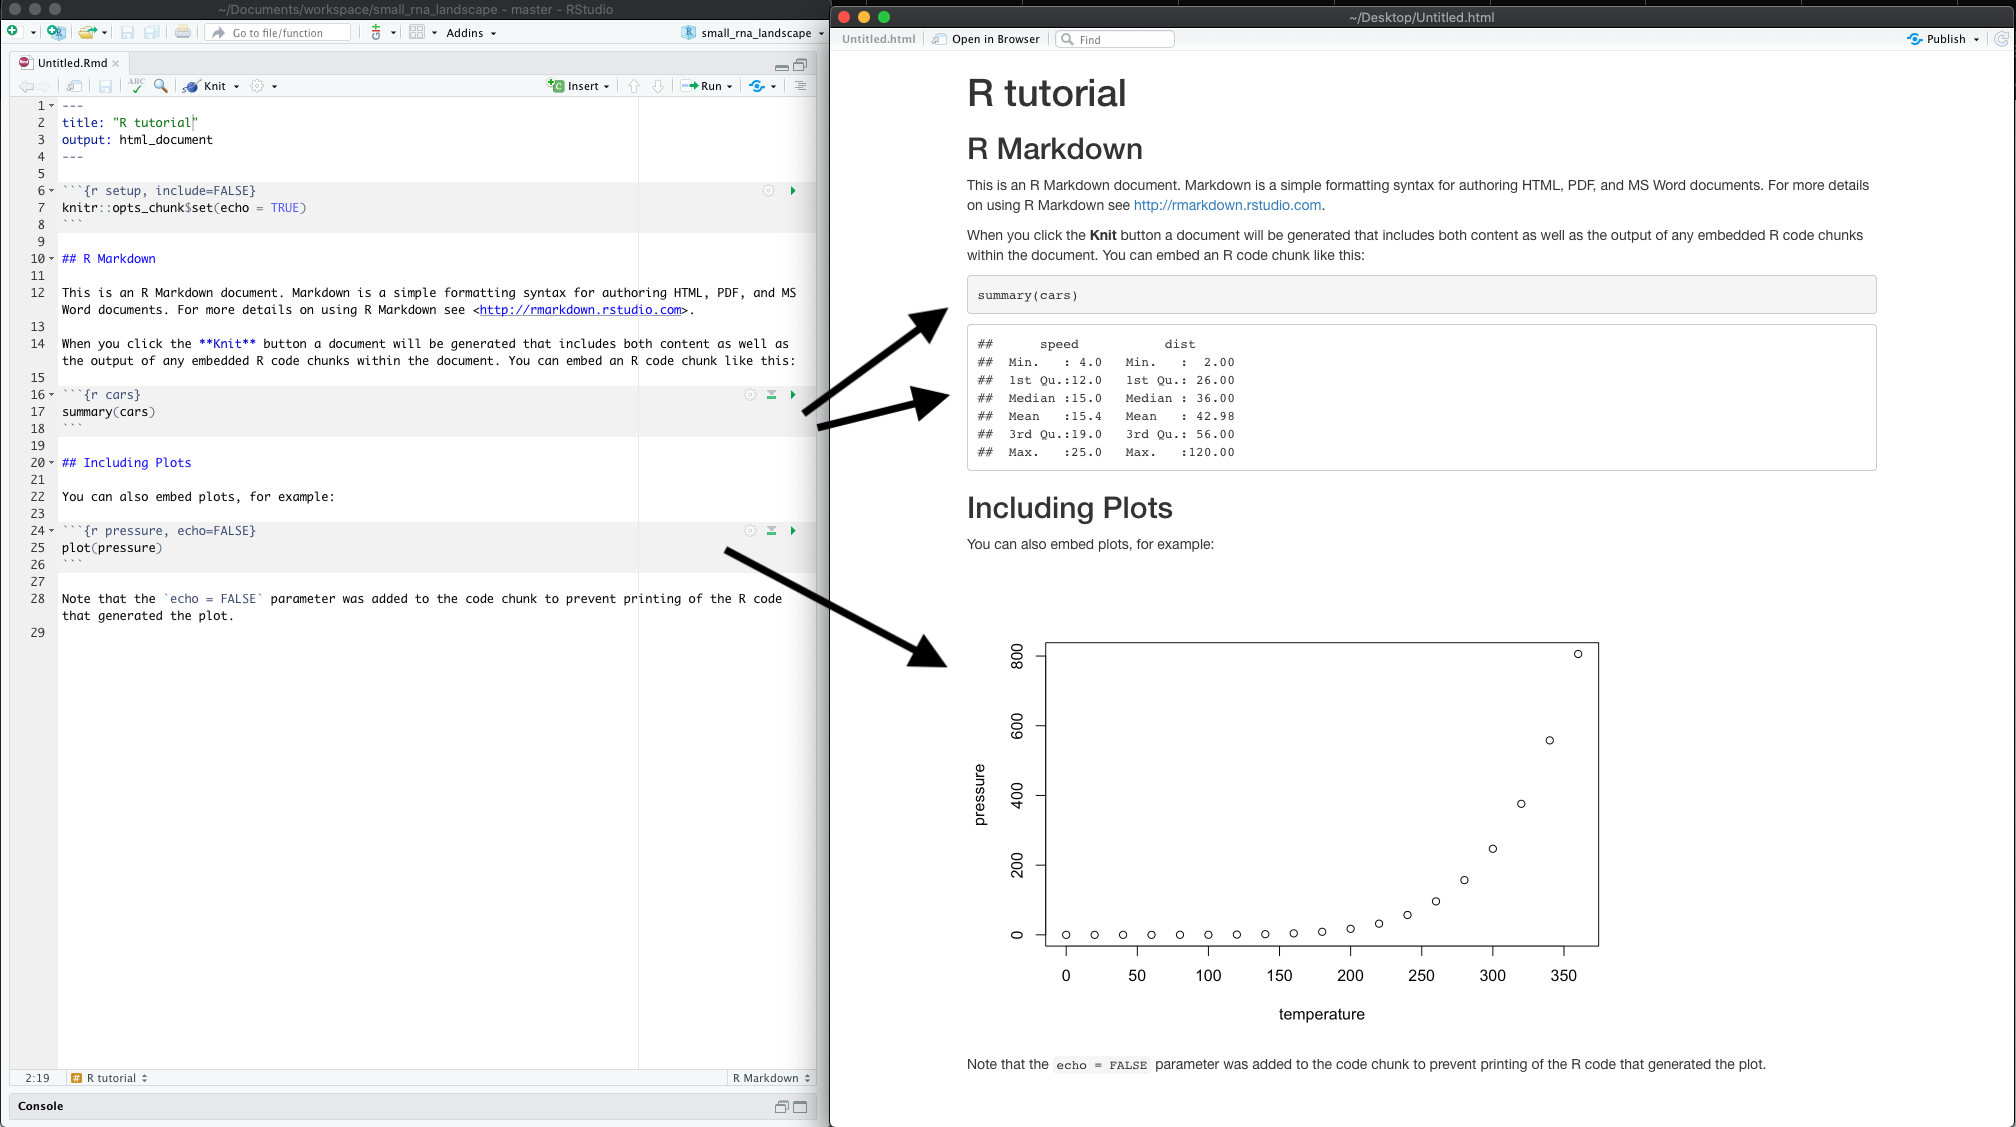 ~/Documents/workspace/small_rna_landscape - master - RStudio
Go to file/function
Addins
small_rna_landscape
Untitled.Rmd
ABC
Knit
Insert
Run
1 ---
2 title: "R tutorial"
3 output: html_document
4 ---
5
6 ```{r setup, include=FALSE}
7 knitr::opts_chunk$set(echo = TRUE)
8 ```
9
10 ## R Markdown
11
12 This is an R Markdown document. Markdown is a simple formatting syntax for authoring HTML, PDF, and MS
Word documents. For more details on using R Markdown see <http://rmarkdown.rstudio.com>.
13
14 When you click the **Knit** button a document will be generated that includes both content as well as
the output of any embedded R code chunks within the document. You can embed an R code chunk like this:
15
16 ```{r cars}
17 summary(cars)
18 ```
19
20 ## Including Plots
21
22 You can also embed plots, for example:
23
24 ```{r pressure, echo=FALSE}
25 plot(pressure)
26 ```
27
28 Note that the `echo = FALSE` parameter was added to the code chunk to prevent printing of the R code
that generated the plot.
29
2:19
# R tutorial
R Markdown
Console
~/Desktop/Untitled.html
Untitled.html
Open in Browser
Find
Publish
R tutorial
R Markdown
This is an R Markdown document. Markdown is a simple formatting syntax for authoring HTML, PDF, and MS Word documents. For more details
on using R Markdown see http://rmarkdown.rstudio.com.
When you click the Knit button a document will be generated that includes both content as well as the output of any embedded R code chunks
within the document. You can embed an R code chunk like this:
summary(cars)
## speed dist
## Min. : 4.0 Min. : 2.00
## 1st Qu.:12.0 1st Qu.: 26.00
## Median :15.0 Median : 36.00
## Mean :15.4 Mean : 42.98
## 3rd Qu.:19.0 3rd Qu.: 56.00
## Max. :25.0 Max. :120.00
Including Plots
You can also embed plots, for example:
800
600
400
200
0
pressure
0 50 100 150 200 250 300 350
temperature
Note that the echo = FALSE parameter was added to the code chunk to prevent printing of the R code that generated the plot.